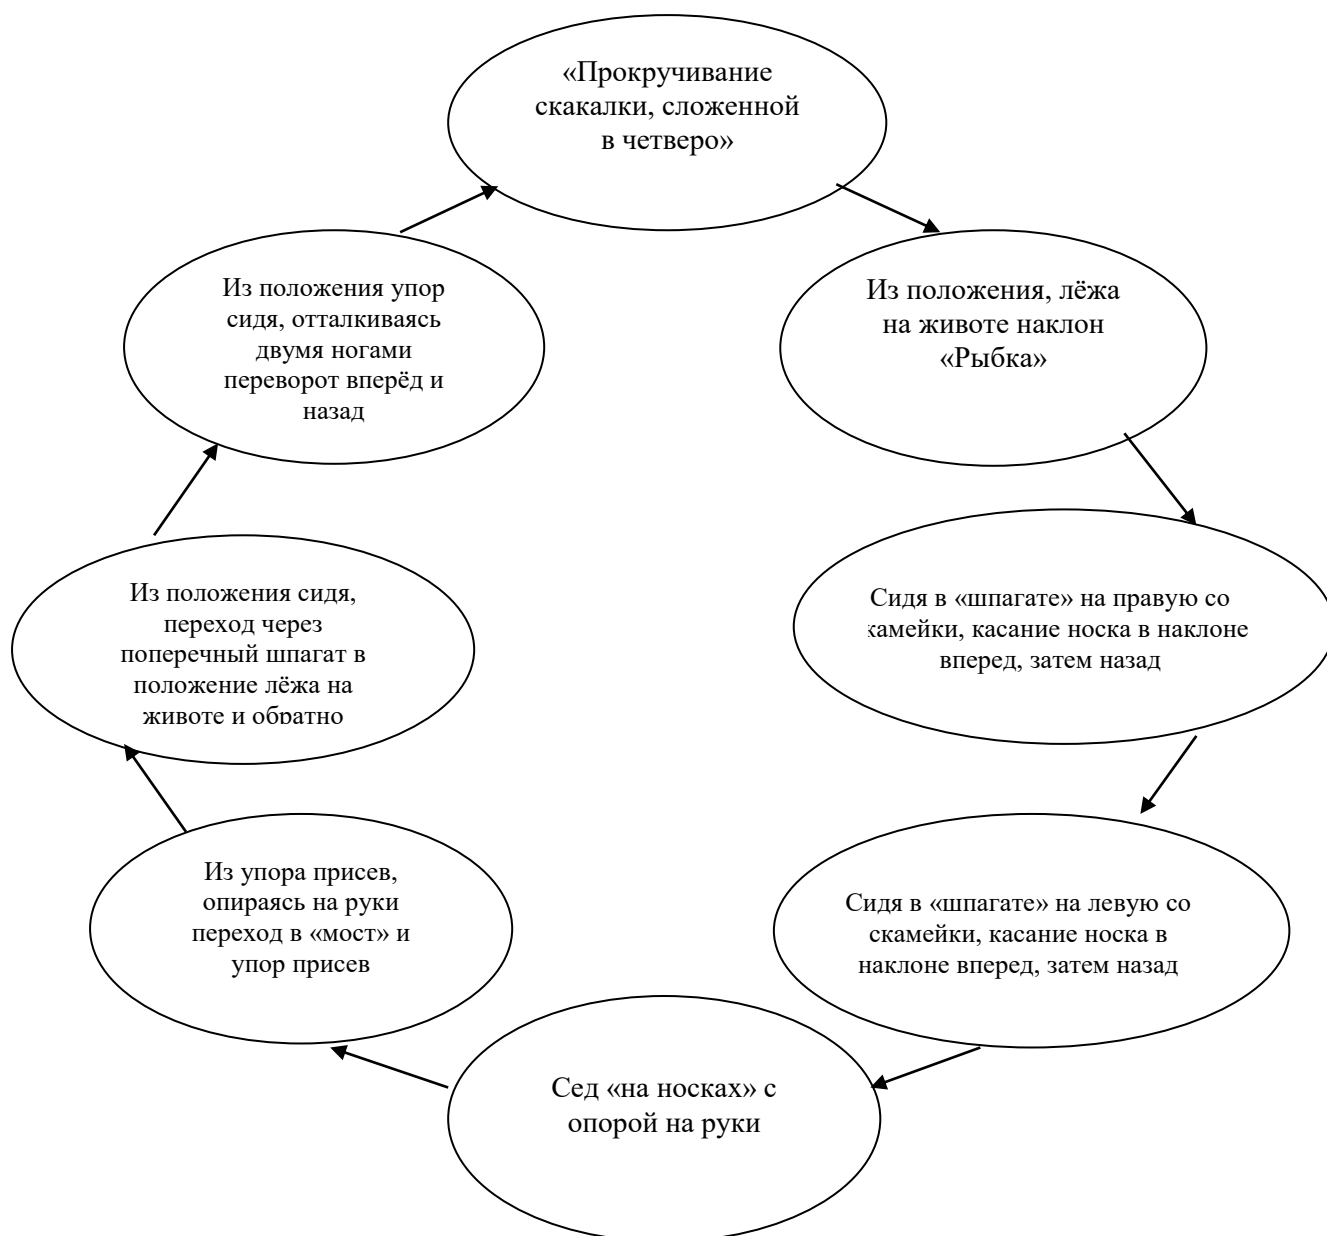 «Прокручивание
скакалки, сложенной
в четверо»
Из положения, лёжа
на животе наклон
«Рыбка»
Сидя в «шпагате» на правую со
скамейки, касание носка в наклоне
вперед, затем назад
Сидя в «шпагате» на левую со
скамейки, касание носка в
наклоне вперед, затем назад
Сед «на носках» с
опорой на руки
Из упора присев,
опираясь на руки
переход в «мост» и
упор присев
Из положения сидя,
переход через
поперечный шпагат в
положение лёжа на
животе и обратно
Из положения упор
сидя, отталкиваясь
двумя ногами
переворот вперёд и
назад